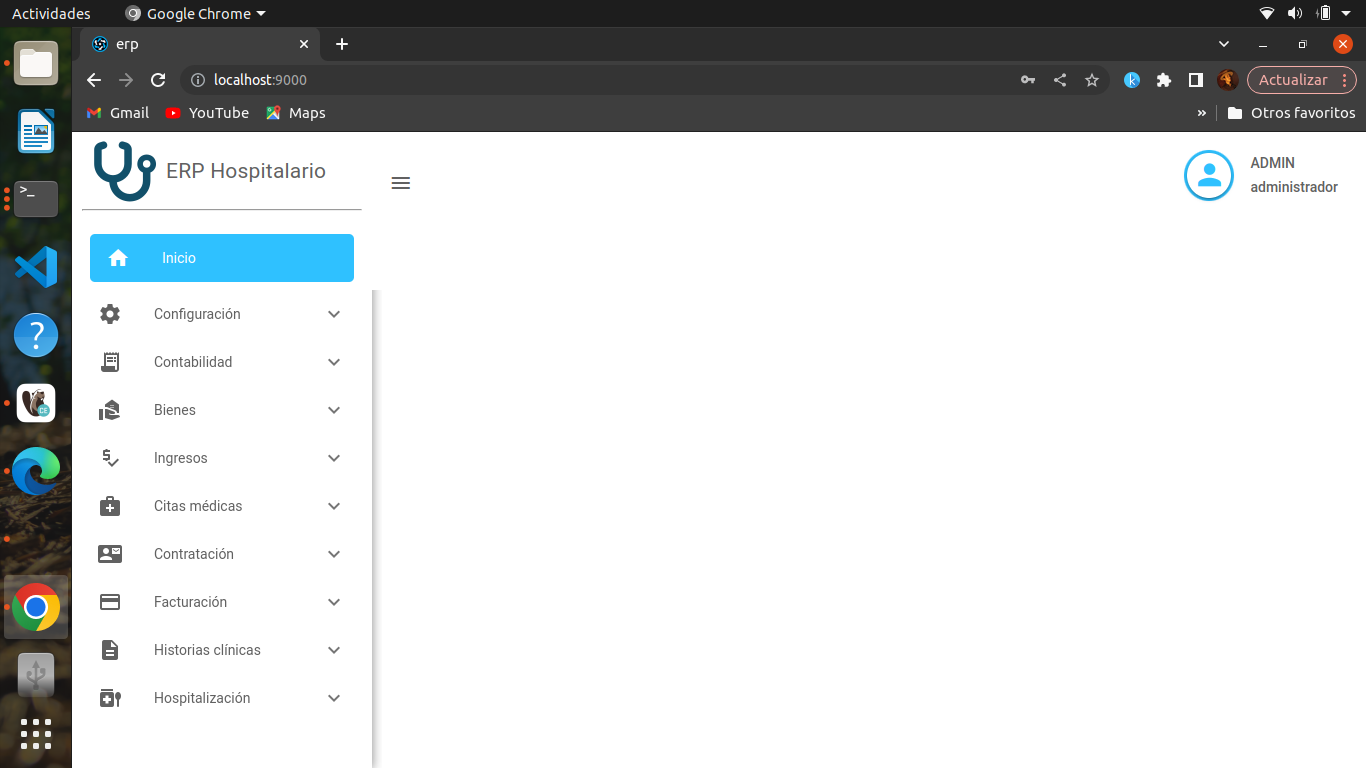 Actividades
Google Chrome
erp
localhost:9000
Actualizar
Gmail
YouTube
Maps
»
Otros favoritos
ERP Hospitalario
ADMIN
administrador
Inicio
Configuración
Contabilidad
Bienes
Ingresos
Citas médicas
Contratación
Facturación
Historias clínicas
Hospitalización
>_
?
CE
k